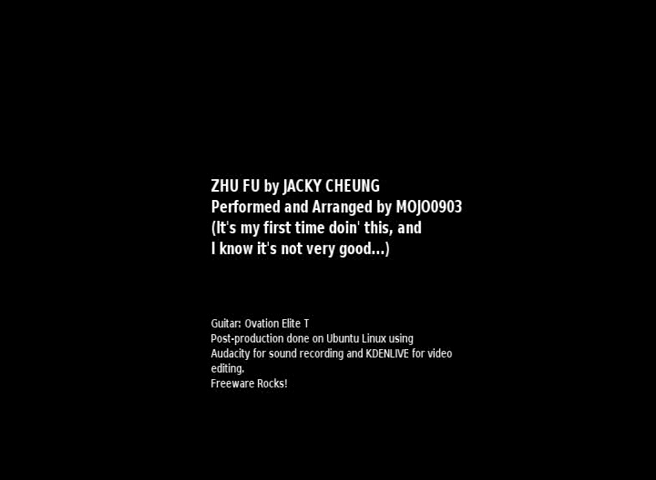 ZHU FU by JACKY CHEUNG
Performed and Arranged by MOJO0903
(It's my first time doin' this, and
I know it's not very good...)
Guitar: Ovation Elite T
Post-production done on Ubuntu Linux using
Audacity for sound recording and KDENLIVE for video
editing.
Freeware Rocks!